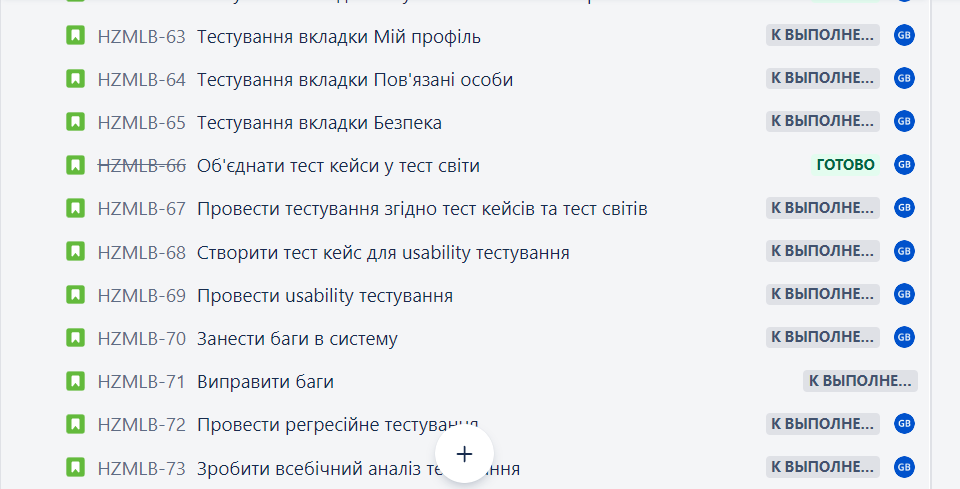 HZMLB-63 Тестування вкладки Мій профіль К ВЫПОЛНЕ... GB
HZMLB-64 Тестування вкладки Пов'язані особи К ВЫПОЛНЕ... GB
HZMLB-65 Тестування вкладки Безпека К ВЫПОЛНЕ... GB
HZMLB-66 Об'єднати тест кейси у тест світи ГОТОВО GB
HZMLB-67 Провести тестування згідно тест кейсів та тест світів К ВЫПОЛНЕ... GB
HZMLB-68 Створити тест кейс для usability тестування К ВЫПОЛНЕ... GB
HZMLB-69 Провести usability тестування К ВЫПОЛНЕ... GB
HZMLB-70 Занести баги в систему К ВЫПОЛНЕ... GB
HZMLB-71 Виправити баги К ВЫПОЛНЕ...
HZMLB-72 Провести регресійне тестування К ВЫПОЛНЕ... GB
HZMLB-73 Зробити всебічний аналіз К ВЫПОЛНЕ... GB